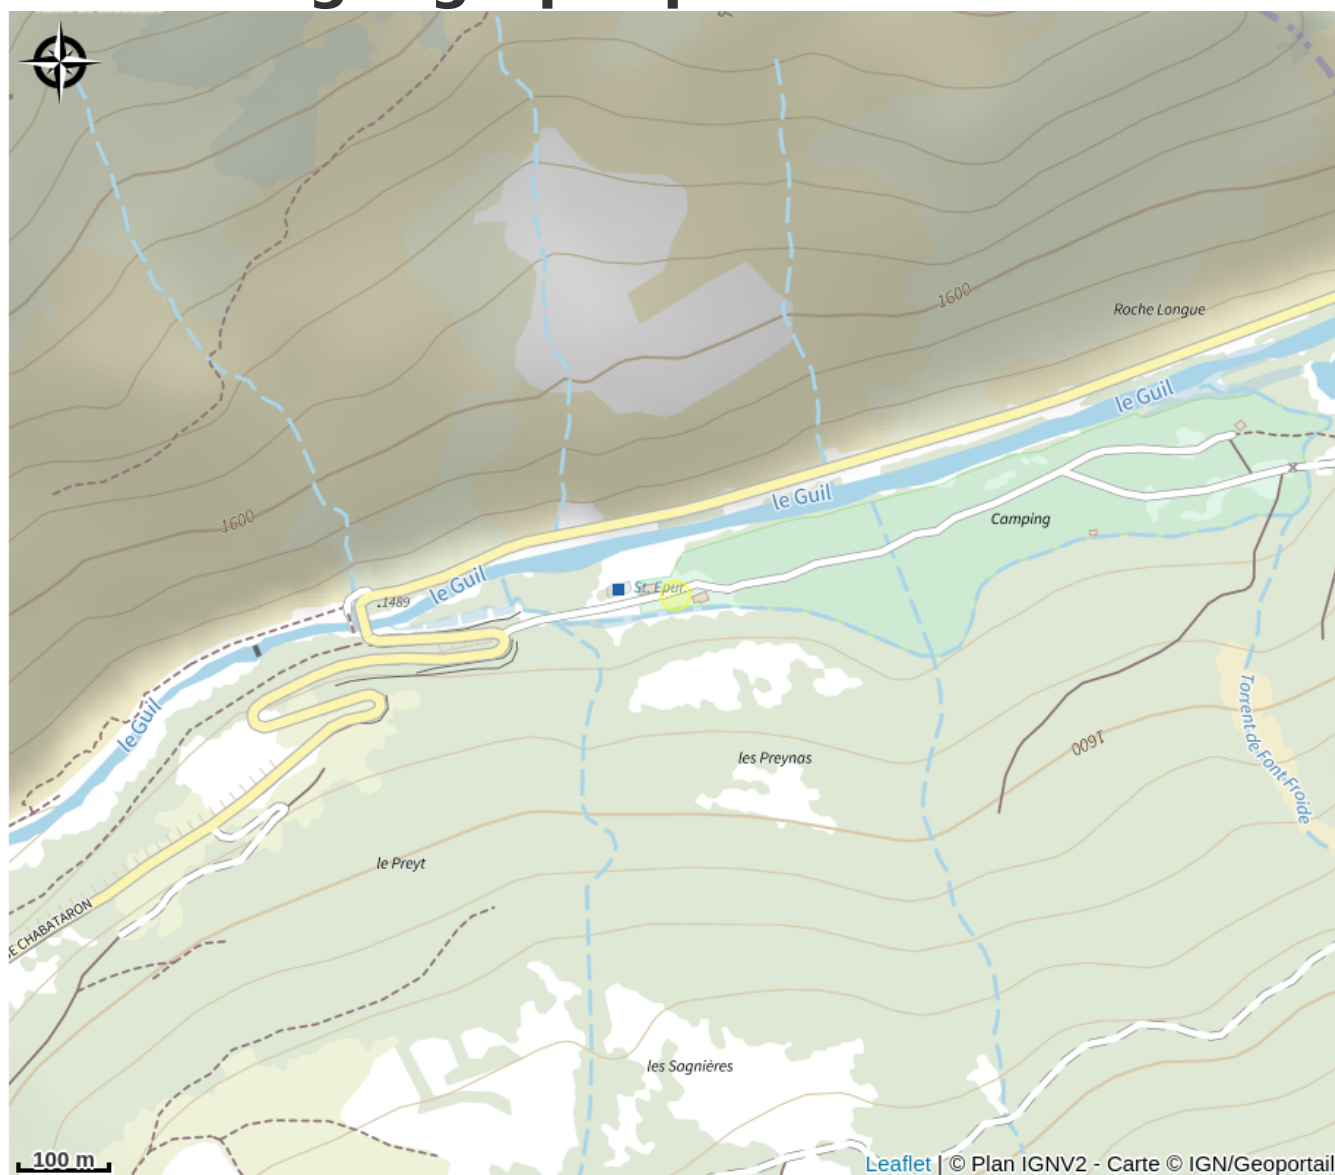 1600
Roche Longue
le Guil
le Guil
Camping
1600
St. Epur.
le Guil
.1489
le Guil
Torrent de Font Froide
1600
les Preynas
le Preyt
E CHABATARON
les Sagnières
100 m
Leaflet | © Plan IGNV2 - Carte © IGN/Geoportail